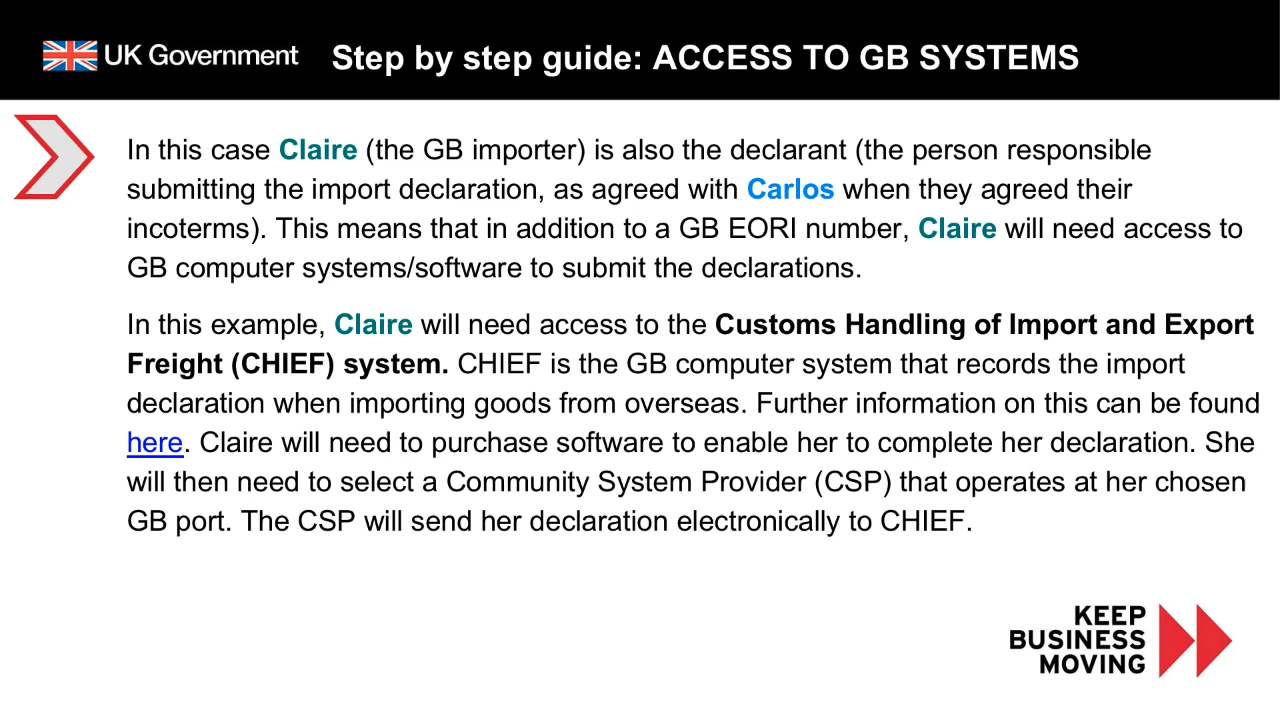 UK Government
Step by step guide: ACCESS TO GB SYSTEMS
In this case Claire (the GB importer) is also the declarant (the person responsible
submitting the import declaration, as agreed with Carlos when they agreed their
incoterms). This means that in addition to a GB EORI number, Claire will need access to
GB computer systems/software to submit the declarations.
In this example, Claire will need access to the Customs Handling of Import and Export
Freight (CHIEF) system. CHIEF is the GB computer system that records the import
declaration when importing goods from overseas. Further information on this can be found
here. Claire will need to purchase software to enable her to complete her declaration. She
will then need to select a Community System Provider (CSP) that operates at her chosen
GB port. The CSP will send her declaration electronically to CHIEF.
KEEP
BUSINESS
MOVING